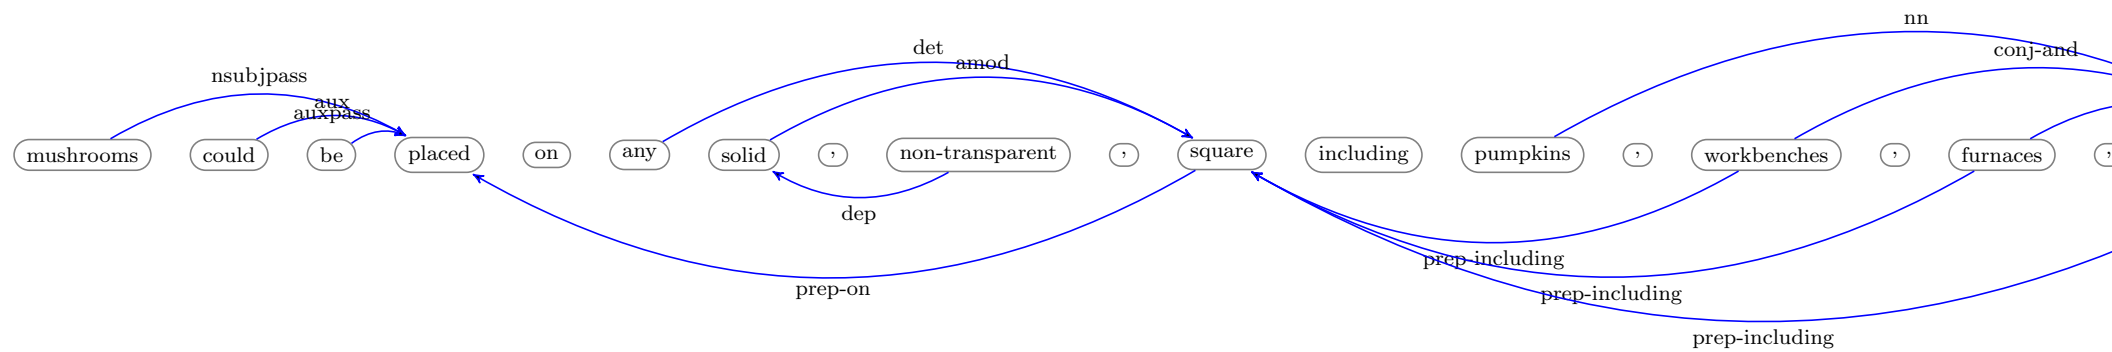 nn
det
conj-and
amod
nsubjpass
aux
auxpass
mushrooms could be placed on any solid , non-transparent , square including pumpkins , workbenches , furnaces ,
dep
prep-including
prep-on
prep-including
prep-including